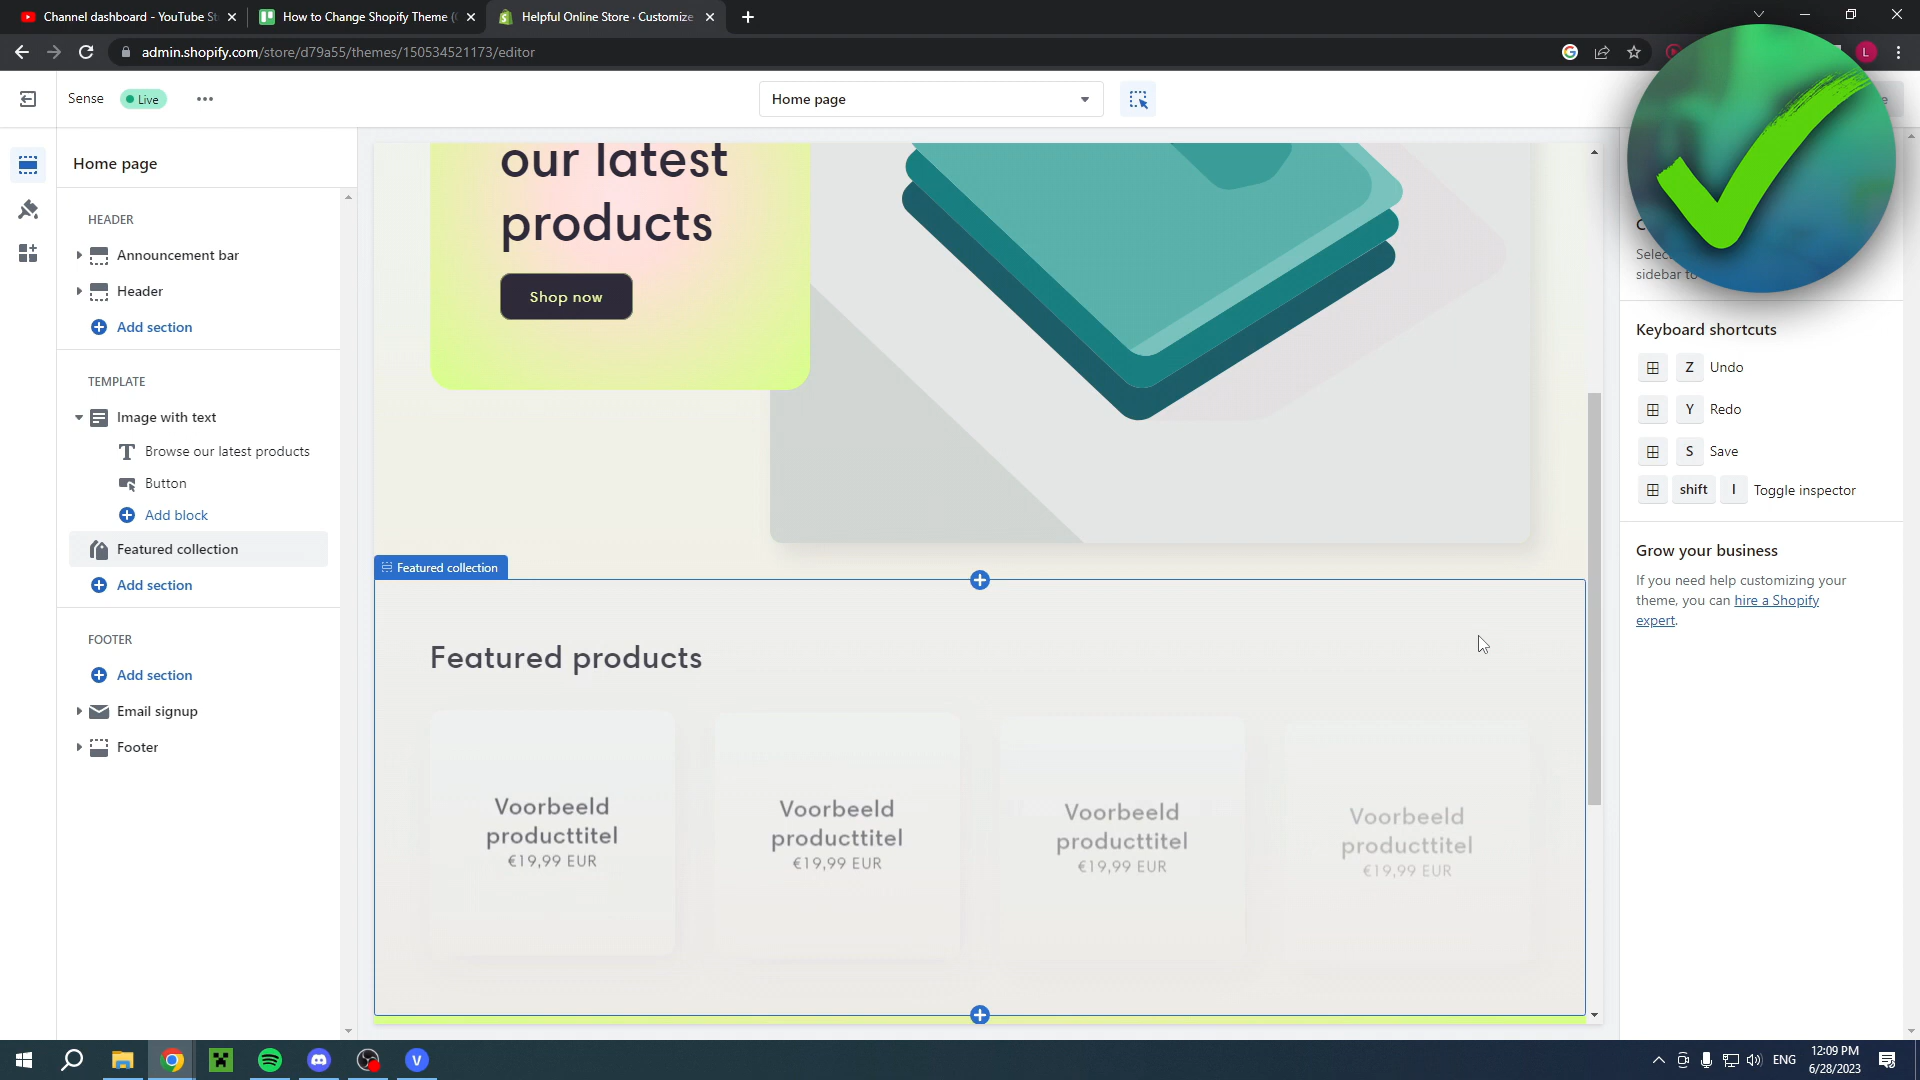 Channel dashboard - YouTube St
How to Change Shopify Theme (
Helpful Online Store · Customize
admin.shopify.com/store/d79a55/themes/150534521173/editor
L
Sense
Live
Home page
Home page
HEADER
Announcement bar
Header
Add section
TEMPLATE
Image with text
Browse our latest products
Button
Add block
Featured collection
Add section
FOOTER
Add section
Email signup
Footer
our latest
products
Shop now
Featured collection
Featured products
Voorbeeld
producttitel
€19,99 EUR
Voorbeeld
producttitel
€19,99 EUR
Voorbeeld
producttitel
€19,99 EUR
Voorbeeld
producttitel
€19,99 EUR
sidebar to
Keyboard shortcuts
Z Undo
Y Redo
S Save
shift I Toggle inspector
Grow your business
If you need help customizing your
theme, you can hire a Shopify
expert.
V
ENG
12:09 PM
6/28/2023